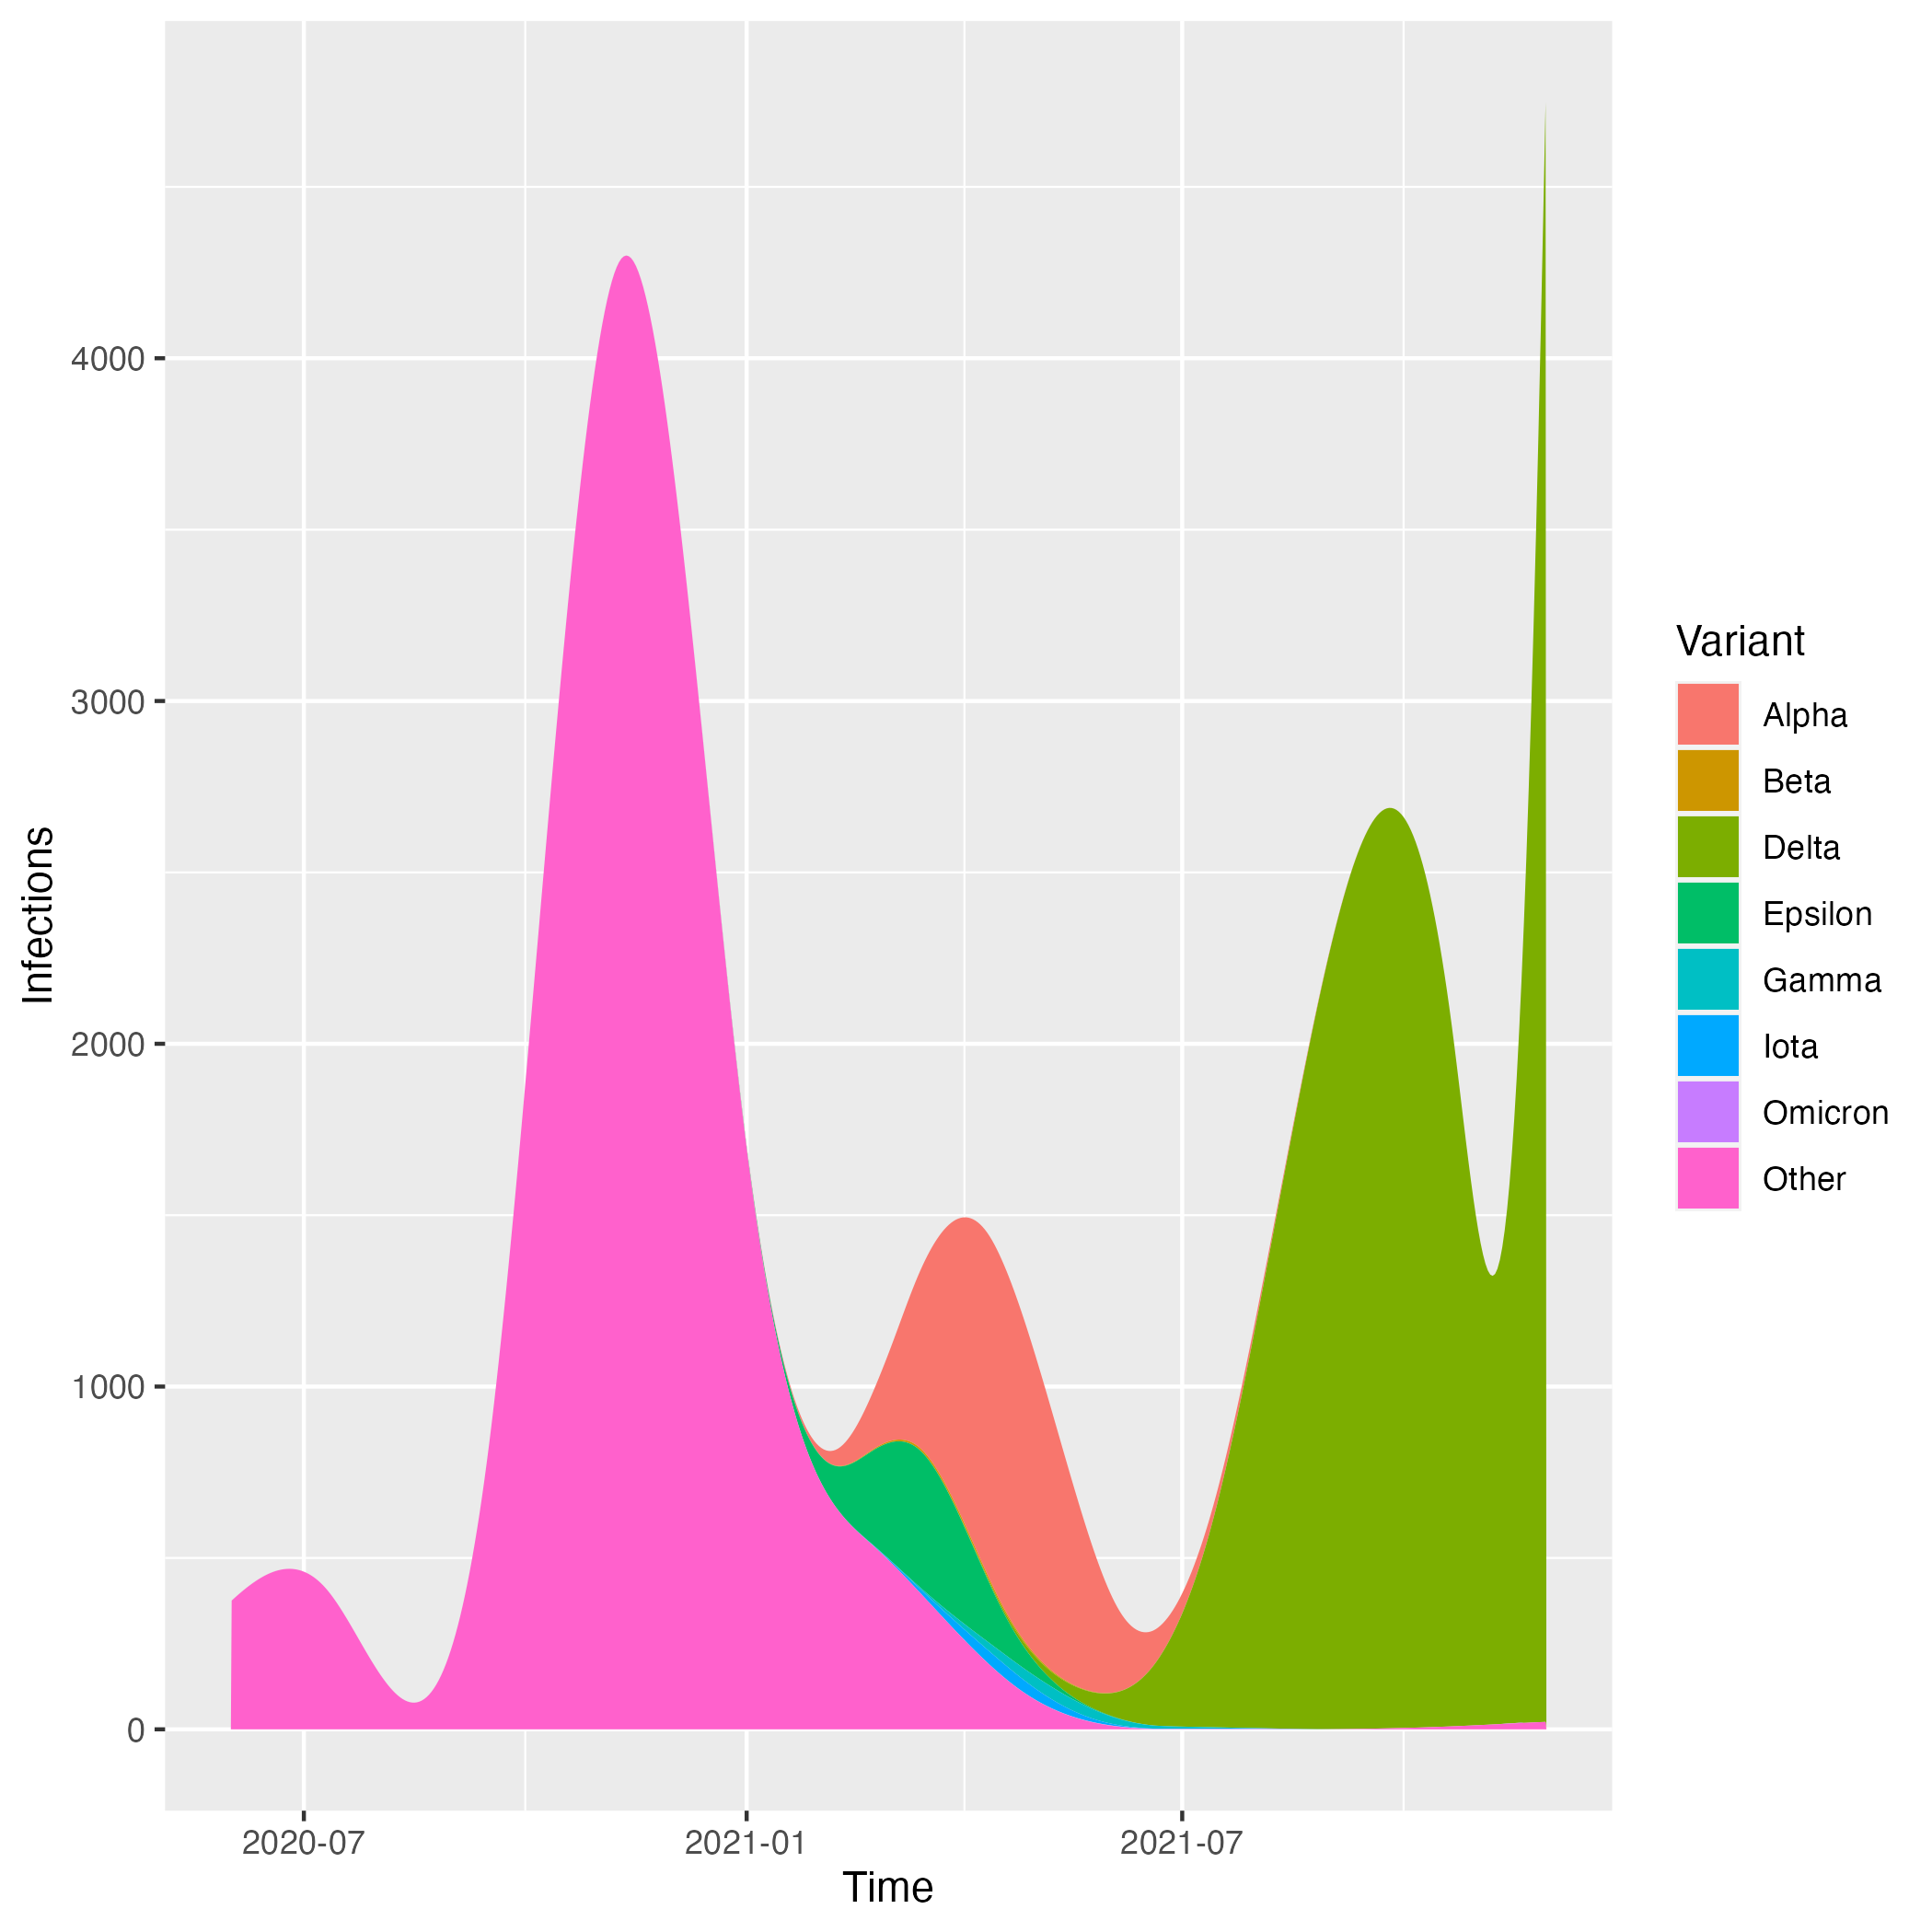 Infections
4000
3000
2000
1000
0
2020-07
2021-01
2021-07
Time
Variant
Alpha
Beta
Delta
Epsilon
Gamma
Iota
Omicron
Other